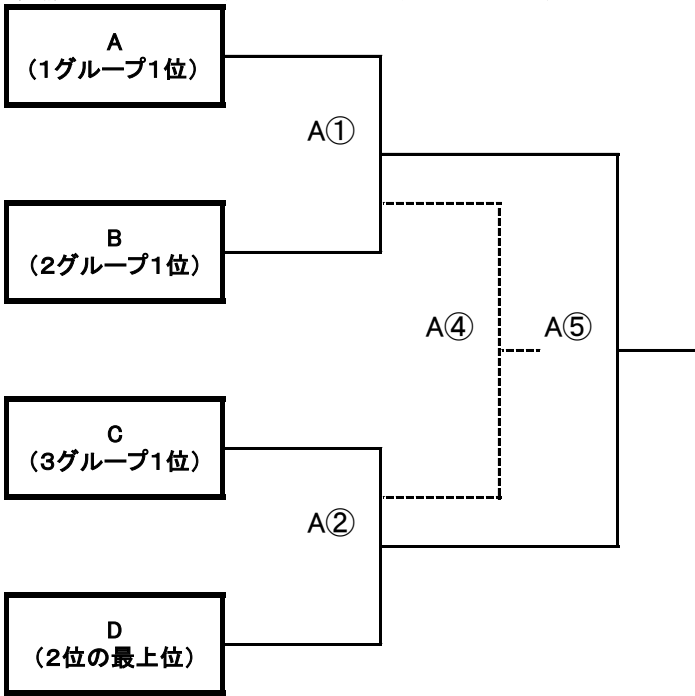 A
（1グループ1位）
A①
B
（2グループ1位）
A④
A⑤
C
（3グループ1位）
A②
D
（2位の最上位）